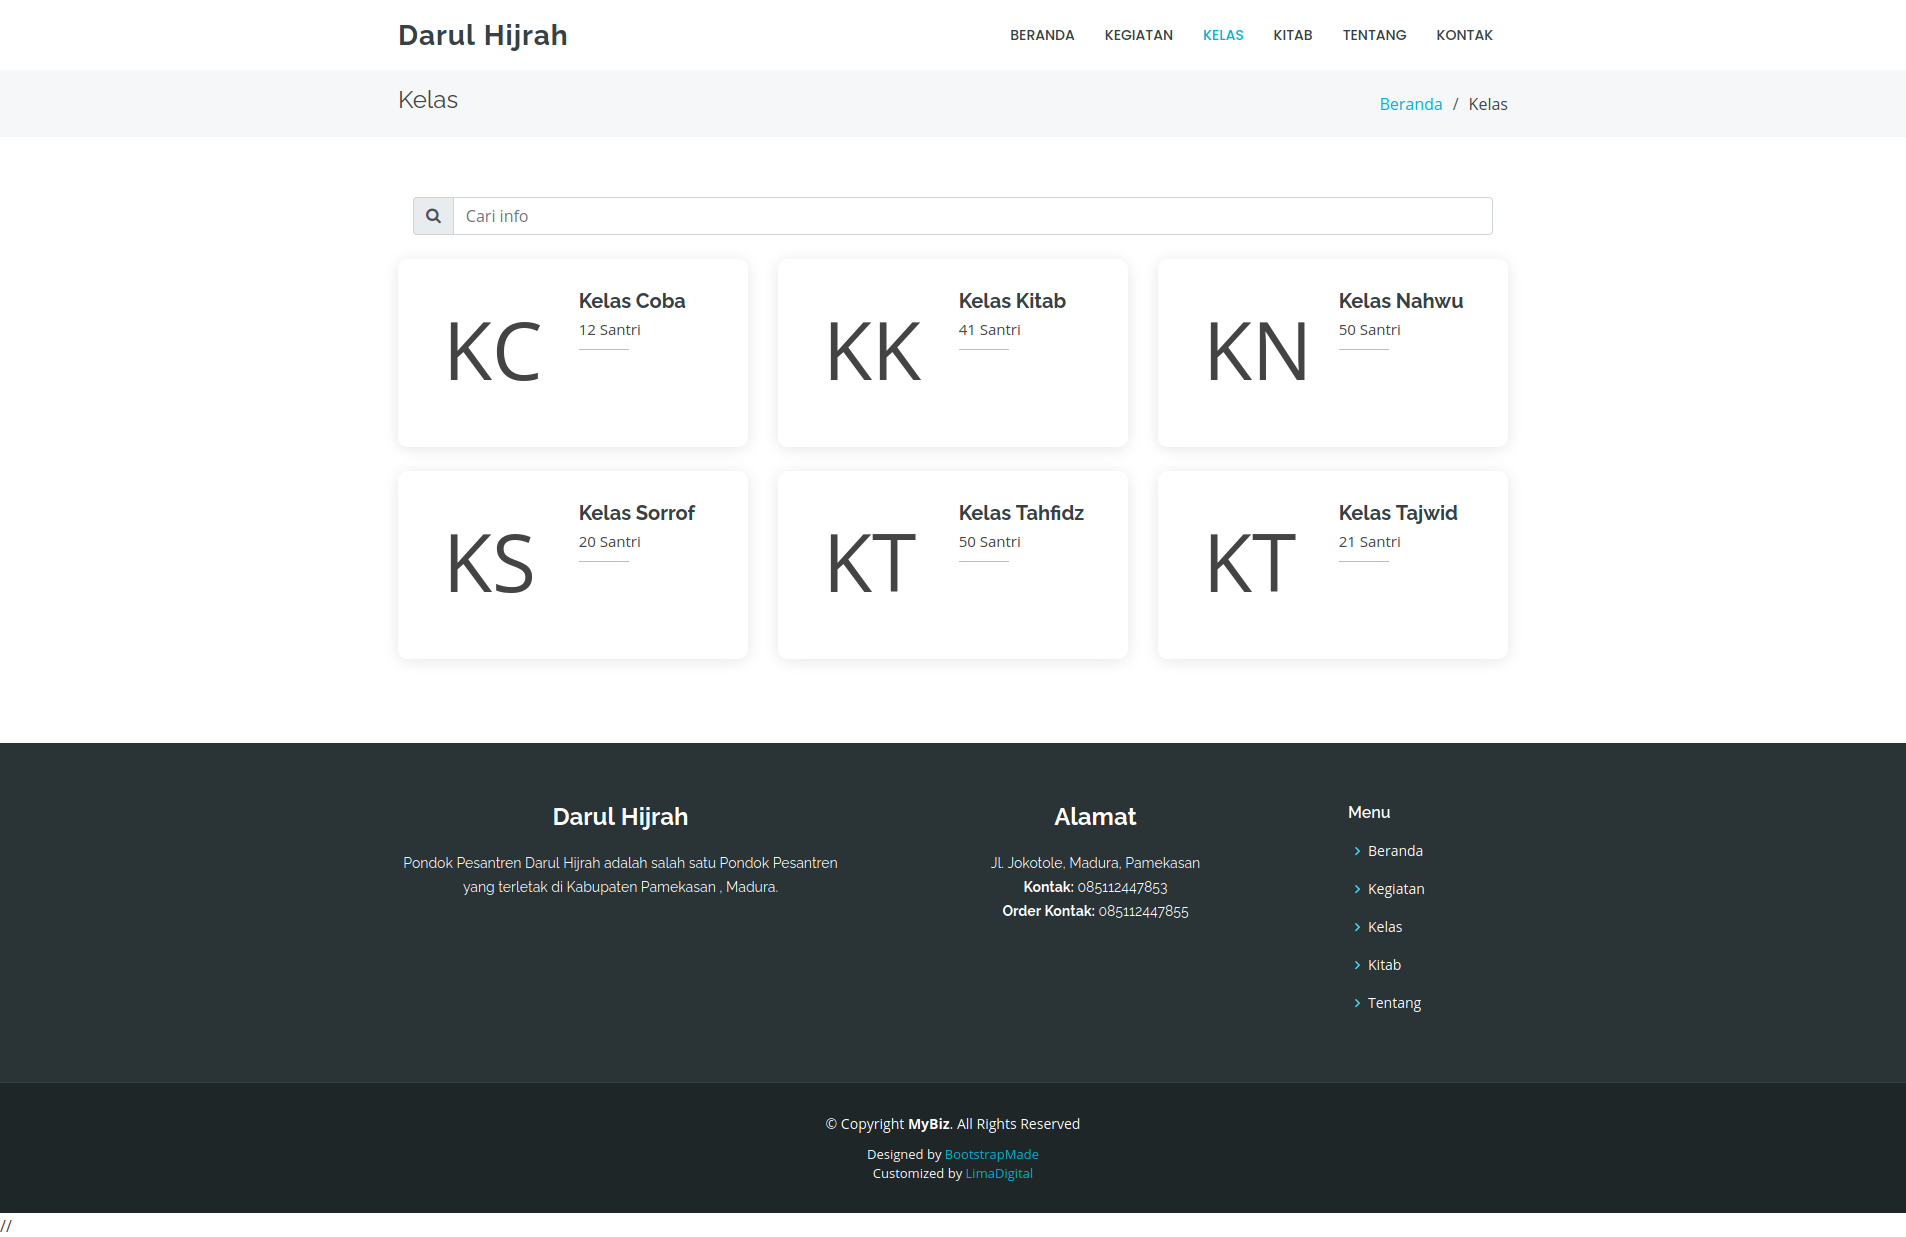 Darul Hijrah
BERANDA KEGIATAN KELAS KITAB TENTANG KONTAK
Kelas
Beranda / Kelas
Cari info
KC
Kelas Coba
12 Santri
KK
Kelas Kitab
41 Santri
KN
Kelas Nahwu
50 Santri
KS
Kelas Sorrof
20 Santri
KT
Kelas Tahfidz
50 Santri
KT
Kelas Tajwid
21 Santri
Darul Hijrah
Pondok Pesantren Darul Hijrah adalah salah satu Pondok Pesantren
yang terletak di Kabupaten Pamekasan , Madura.
Alamat
Jl. Jokotole, Madura, Pamekasan
Kontak: 085112447853
Order Kontak: 085112447855
Menu
Beranda
Kegiatan
Kelas
Kitab
Tentang
© Copyright MyBiz. All Rights Reserved
Designed by BootstrapMade
Customized by LimaDigital
//